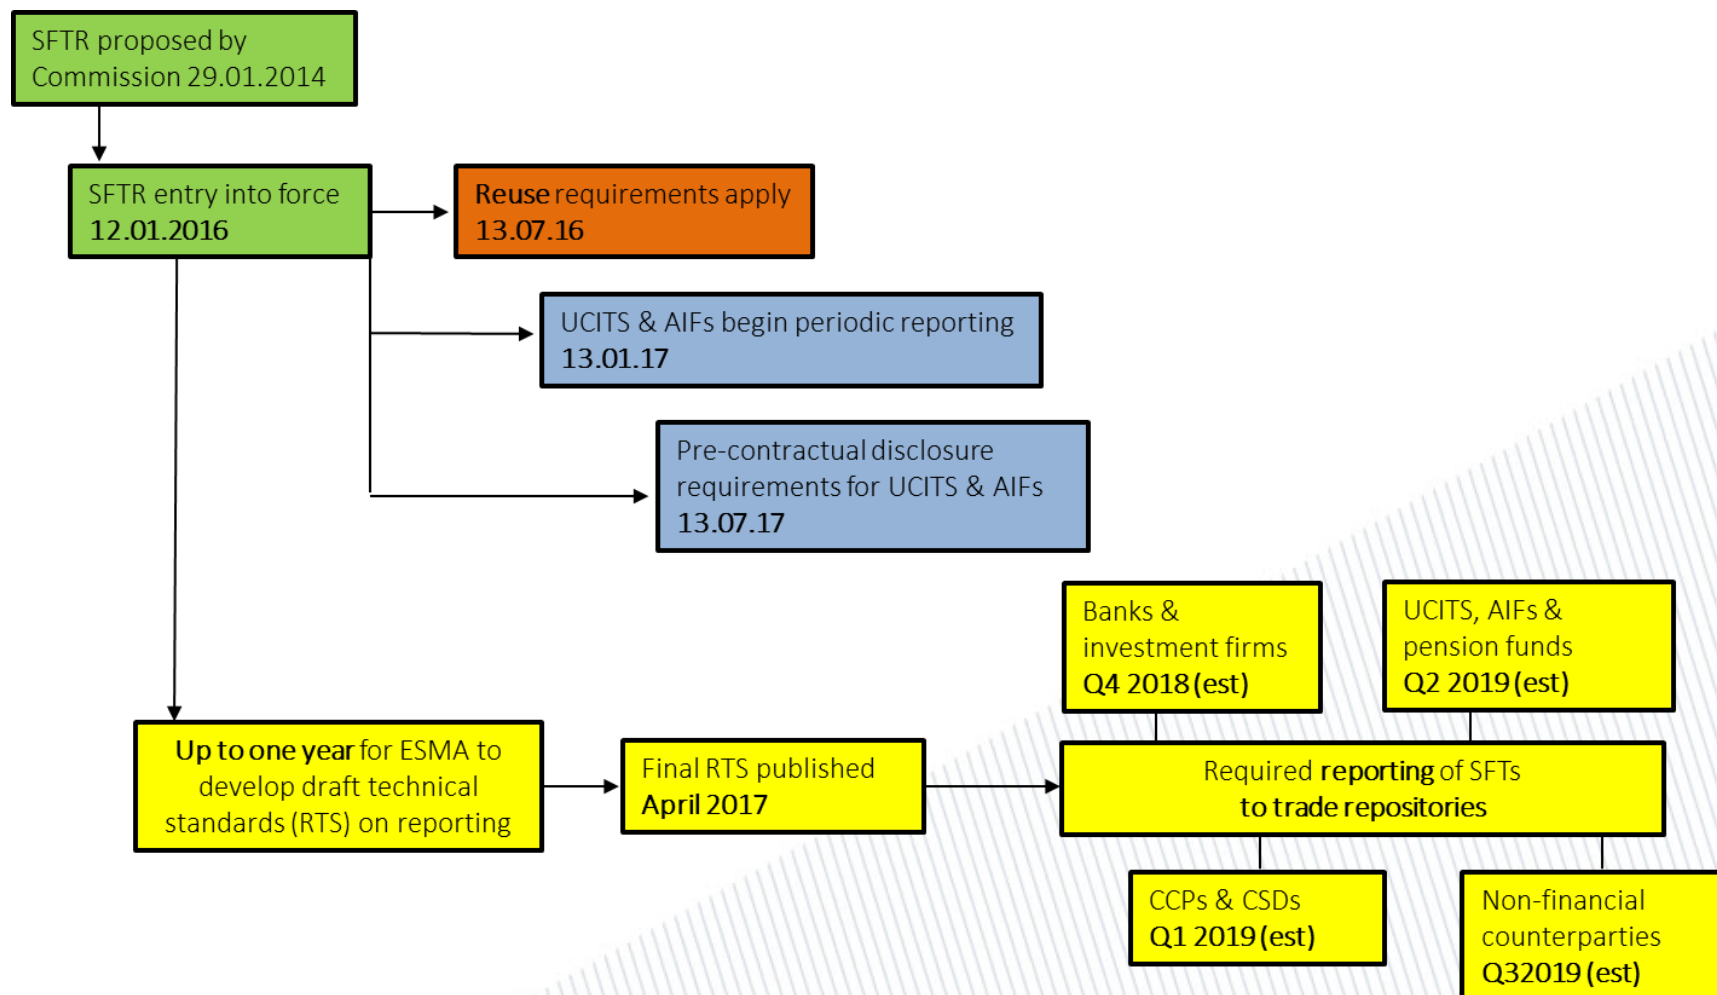 SFTR proposed by
Commission 29.01.2014
SFTR entry into force
12.01.2016
Reuse requirements apply
13.07.16
UCITS & AIFs begin periodic reporting
13.01.17
Pre-contractual disclosure
requirements for UCITS & AIFs
13.07.17
Banks &
investment firms
Q4 2018 (est)
UCITS, AIFs &
pension funds
Q2 2019 (est)
Up to one year for ESMA to
develop draft technical
standards (RTS) on reporting
Final RTS published
April 2017
Required reporting of SFTs
to trade repositories
CCPs & CSDs
Q1 2019 (est)
Non-financial
counterparties
Q32019 (est)